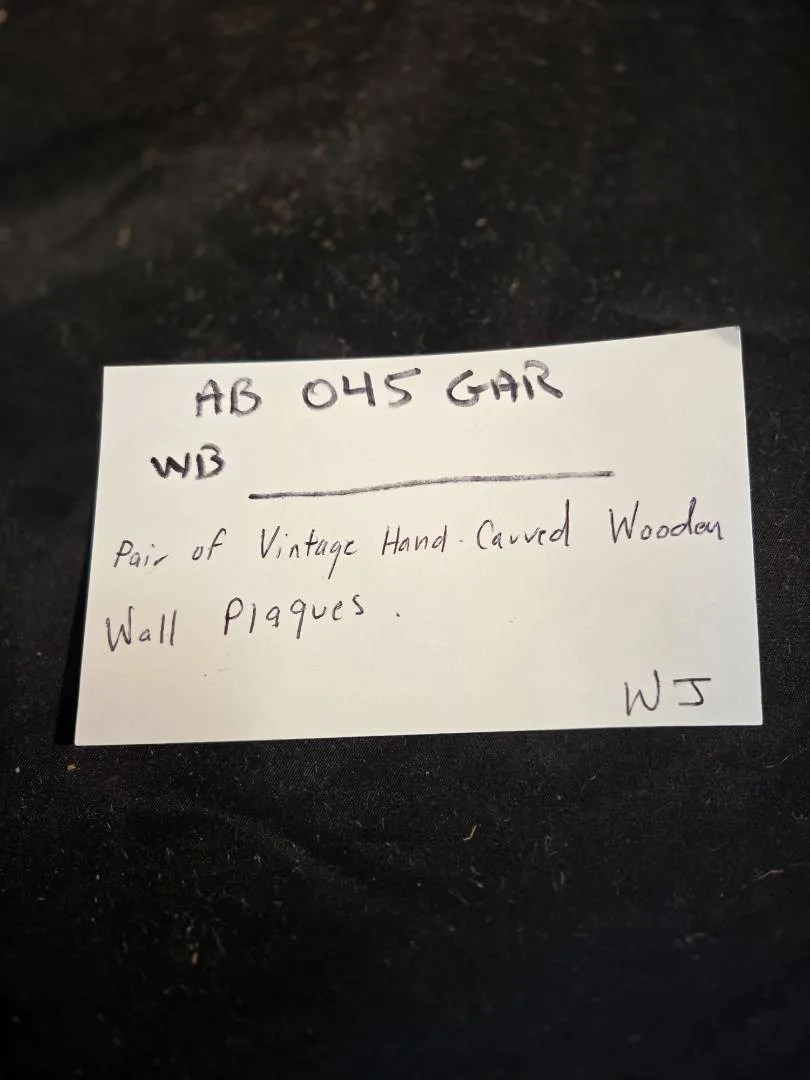 AB 045 GAR
WB
Pair of Vintage Hand-Carved Wooden
Wall Plaques.
WJ